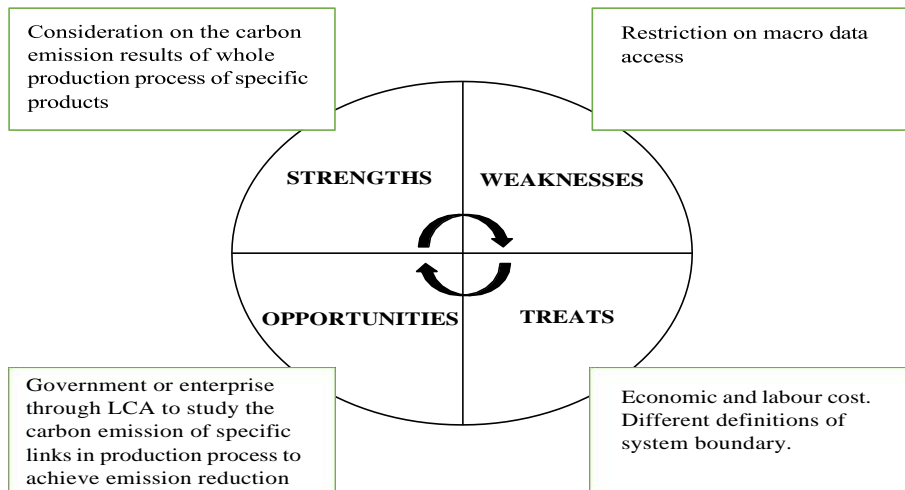 Consideration on the carbon
emission results of whole
production process of specific
products
Restriction on macro data
access
STRENGTHS
WEAKNESSES
OPPORTUNITIES
TREATS
Government or enterprise
through LCA to study the
carbon emission of specific
links in production process to
achieve emission reduction
Economic and labour cost.
Different definitions of
system boundary.